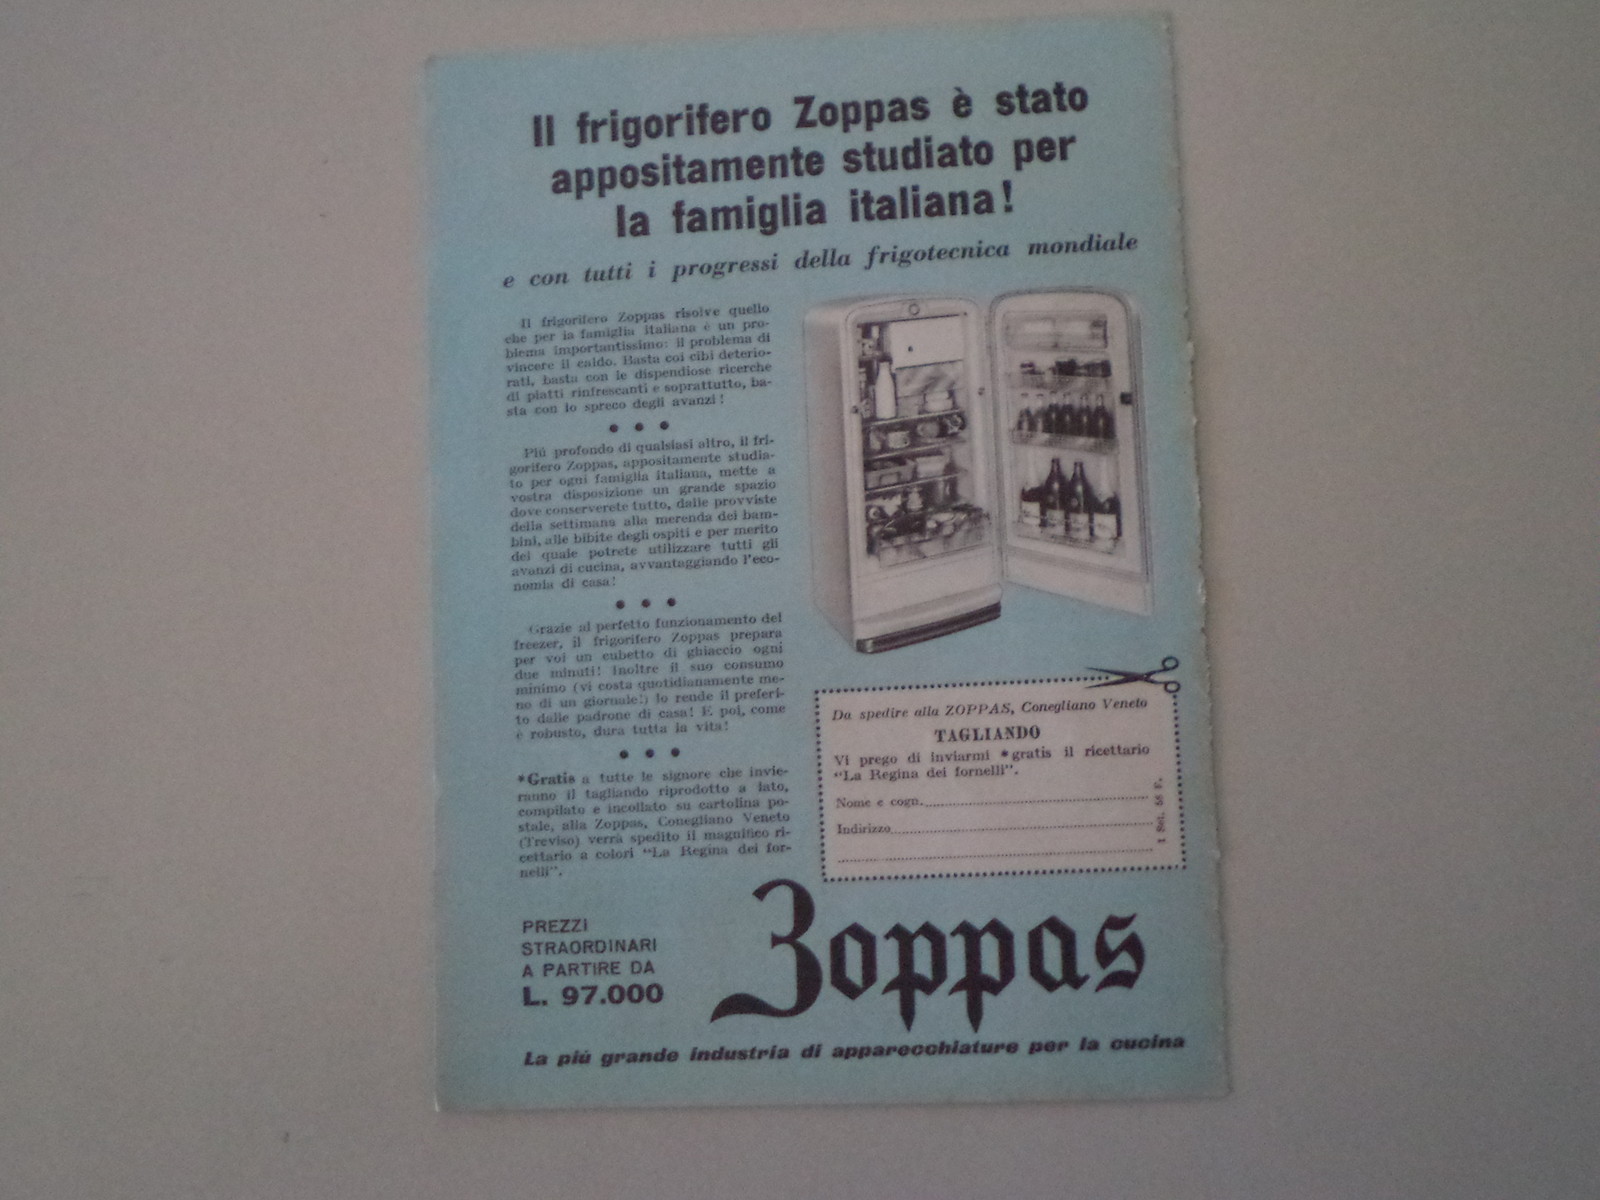 Il frigorifero Zoppas è stato
appositamente studiato per
la famiglia italiana!
e con tutti i progressi della frigotecnica mondiale
Il frigorifero Zoppas risolve quello
che per la famiglia italiana è un pro-
blema importantissimo: il problema di
vincere il caldo. Basta coi cibi deterio-
rati, basta con le dispendiose ricerche
di piatti rinfrescanti e soprattutto, ba-
sta con lo spreco degli avanzi!
• • •
Più profondo di qualsiasi altro, il fri-
gorifero Zoppas, appositamente studia-
to per ogni famiglia italiana, mette a
vostra disposizione un grande spazio
dove conserverete tutto, dalle provviste
della settimana alla merenda dei bam-
bini, alle bibite degli ospiti e per merito
del quale potrete utilizzare tutti gli
avanzi di cucina, avvantaggiando l'eco-
nomia di casa!
• • •
Grazie al perfetto funzionamento del
freezer, il frigorifero Zoppas prepara
per voi un cubetto di ghiaccio ogni
due minuti! Inoltre il suo consumo
minimo (vi costa quotidianamente me-
no di un giornale!) lo rende il preferi-
to dalle padrone di casa! E poi, come
è robusto, dura tutta la vita!
• • •
*Gratis a tutte le signore che invie-
ranno il tagliando riprodotto a lato,
compilato e incollato su cartolina po-
stale, alla Zoppas, Conegliano Veneto
(Treviso) verrà spedito il magnifico ri-
cettario a colori "La Regina dei for-
nelli".
Da spedire alla ZOPPAS, Conegliano Veneto
TAGLIANDO
Vi prego di inviarmi *gratis il ricettario
"La Regina dei fornelli".
Nome e cogn.
Indirizzo
PREZZI
STRAORDINARI
A PARTIRE DA
L. 97.000
Zoppas
La più grande industria di apparecchiature per la cucina